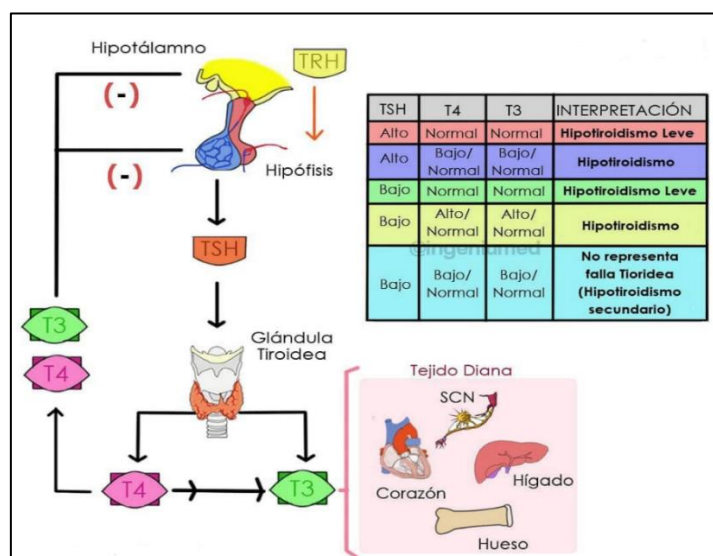 Hipotálamno
TRH
(-)
(-)
Hipófisis
TSH
Glándula
Tiroidea
T3
T4
T4
T3
TSH T4 T3 INTERPRETACIÓN
Alto Normal Normal Hipotiroidismo Leve
Alto Bajo/ Normal Bajo/ Normal Hipotiroidismo
Bajo Normal Normal Hipotiroidismo Leve
Bajo Alto/ Normal Alto/ Normal Hipotiroidismo
@ingeniumed
Bajo Bajo/ Normal Bajo/ Normal No representa
falla Tioridea
(Hipotiroidismo
secundario)
Tejido Diana
SCN
Corazón
Hígado
Hueso